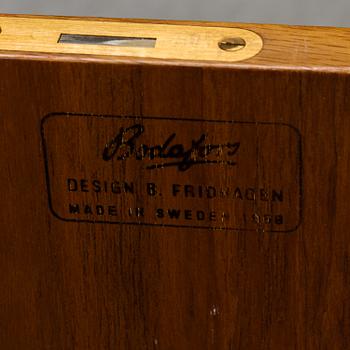 Bodafors
DESIGN, B. FRIDHAGEN
MADE IN SWEDEN 1958